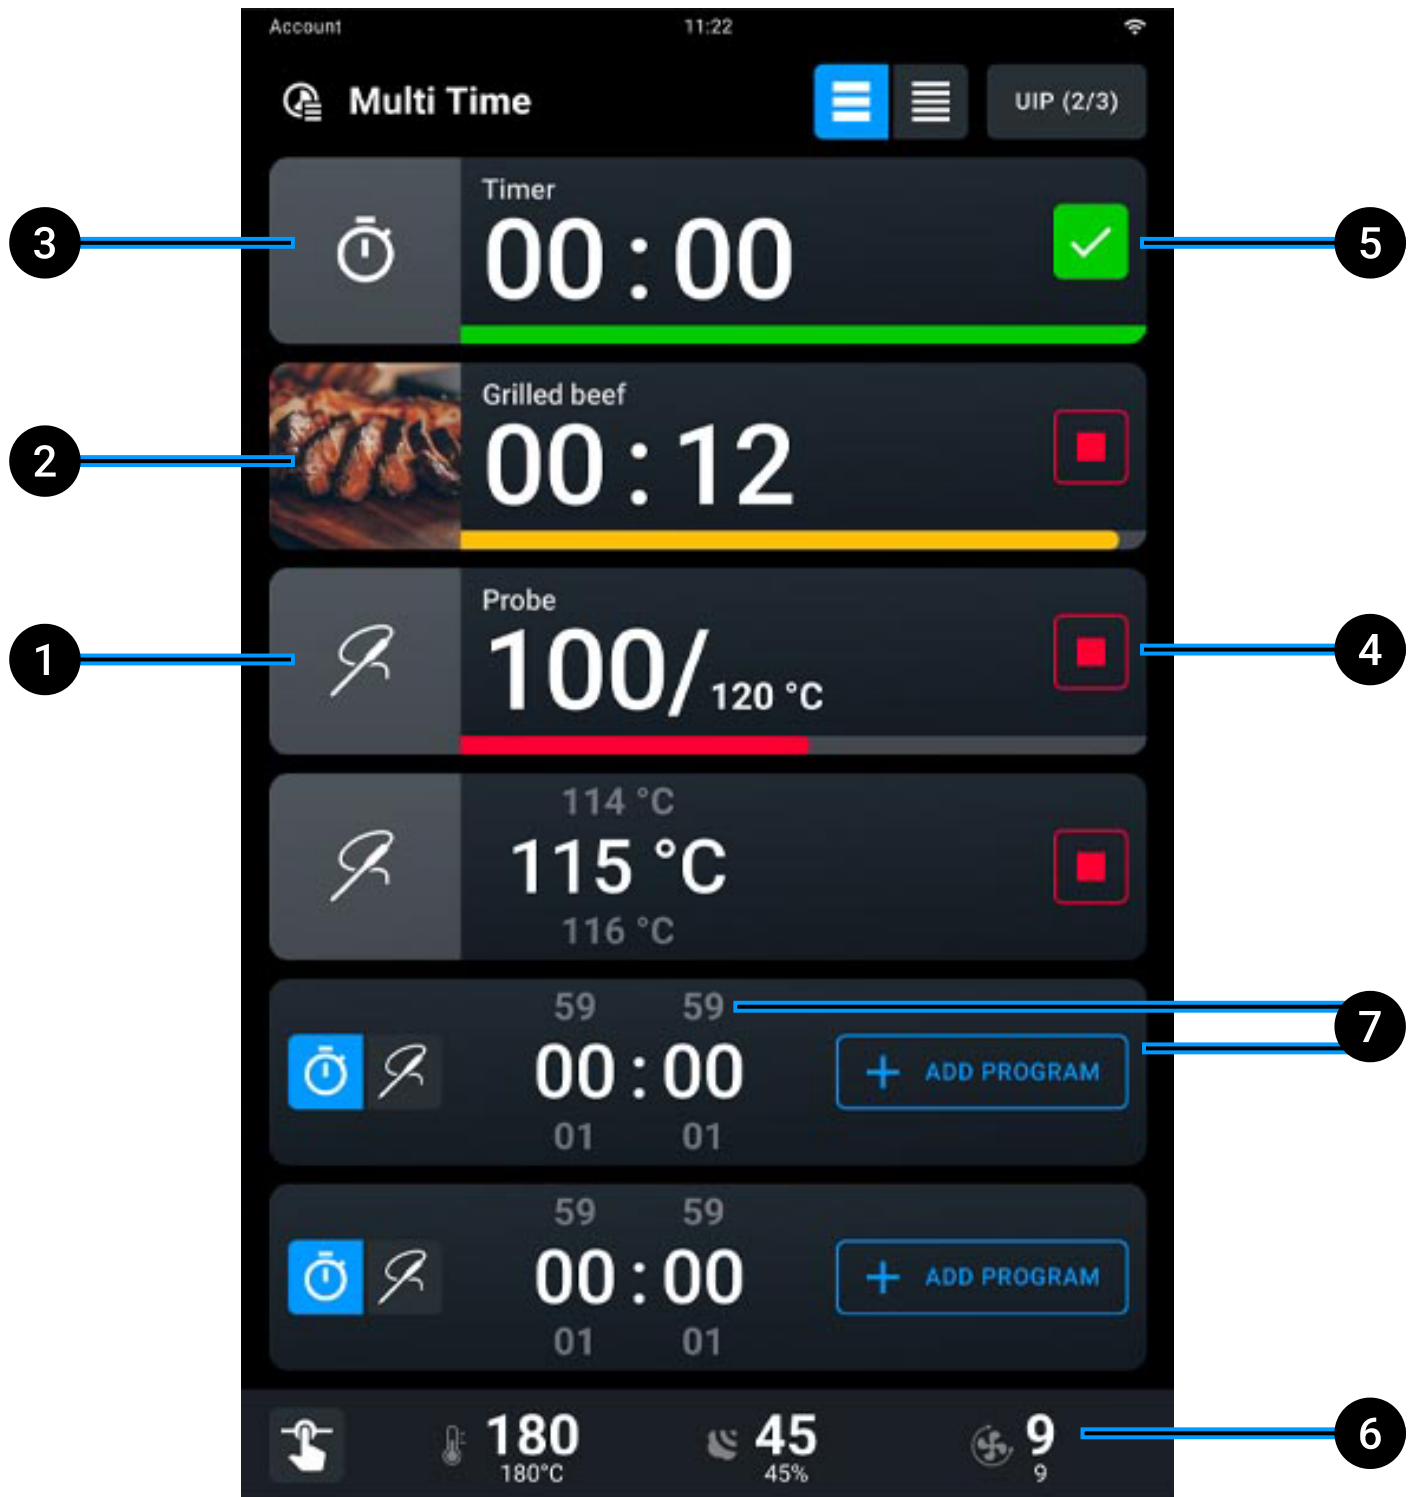 Account 11:22
Multi Time UIP (2/3)
Timer
3 00 : 00 5
Grilled beef
2 00 : 12
Probe
1 100/ 120 °C 4
114 °C
115 °C
116 °C
59 59
7
00 : 00 ADD PROGRAM
01 01
59 59
00 : 00 ADD PROGRAM
01 01
180 45 9 6
180°C 45% 9